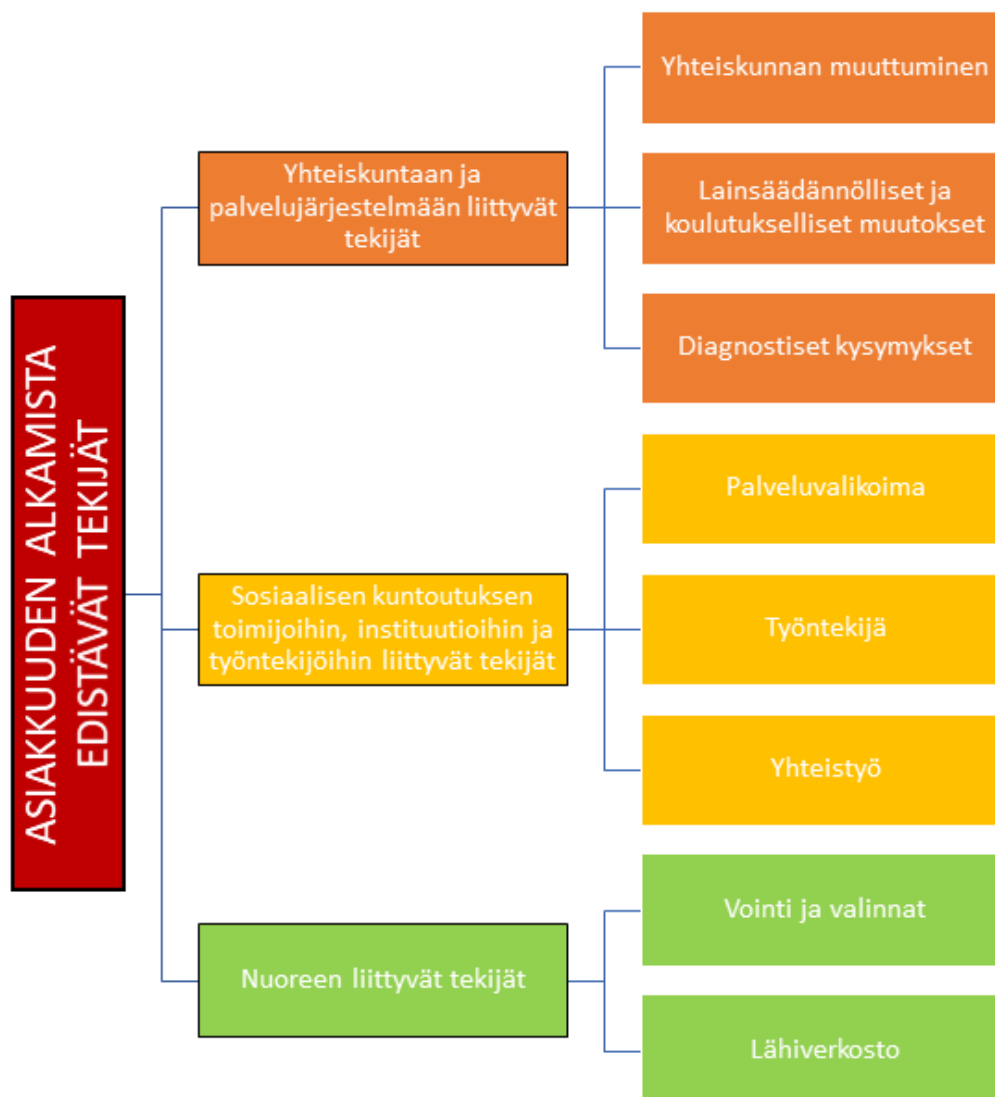 ASIAKKUUDEN ALKAMISTA
EDISTÄVÄT TEKIJÄT
Yhteiskuntaan ja
palvelujärjestelmään liittyvät
tekijät
Yhteiskunnan muuttuminen
Lainsäädännölliset ja
koulutukselliset muutokset
Diagnostiset kysymykset
Sosiaalisen kuntoutuksen
toimijoihin, instituutioihin ja
työntekijöihin liittyvät tekijät
Palveluvalikoima
Työntekijä
Yhteistyö
Nuoreen liittyvät tekijät
Vointi ja valinnat
Lähiverkosto